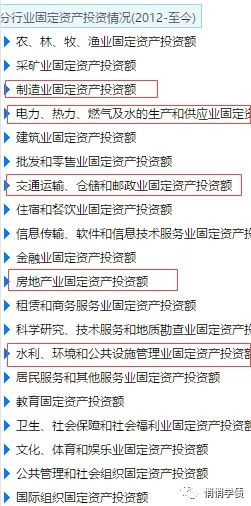 分行业固定资产投资情况(2012-至今)
农、林、牧、渔业固定资产投资额
采矿业固定资产投资额
制造业固定资产投资额
电力、热力、燃气及水的生产和供应业固定资
建筑业固定资产投资额
批发和零售业固定资产投资额
交通运输、仓储和邮政业固定资产投资额
住宿和餐饮业固定资产投资额
信息传输、软件和信息技术服务业固定资产投
金融业固定资产投资额
房地产业固定资产投资额
租赁和商务服务业固定资产投资额
科学研究、技术服务和地质勘查业固定资产投
水利、环境和公共设施管理业固定资产投资额
居民服务和其他服务业固定资产投资额
教育固定资产投资额
卫生、社会保障和社会福利业固定资产投资额
文化、体育和娱乐业固定资产投资额
公共管理和社会组织固定资产投资额
国际组织固定资产投资额
悄悄学债